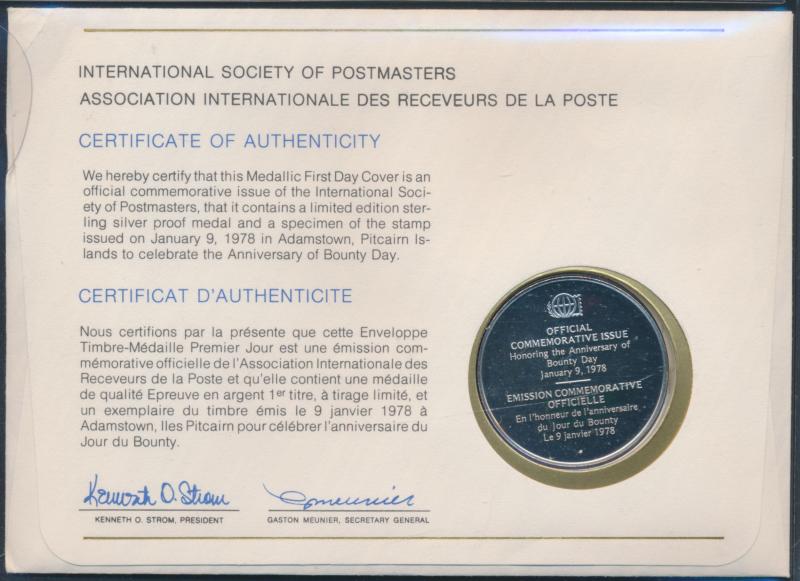 INTERNATIONAL SOCIETY OF POSTMASTERS
ASSOCIATION INTERNATIONALE DES RECEVEURS DE LA POSTE
CERTIFICATE OF AUTHENTICITY
We hereby certify that this Medallic First Day Cover is an
official commemorative issue of the International Soci-
ety of Postmasters, that it contains a limited edition ster-
ling silver proof medal and a specimen of the stamp
issued on January 9, 1978 in Adamstown, Pitcairn Is-
lands to celebrate the Anniversary of Bounty Day.
CERTIFICAT D'AUTHENTICITE
Nous certifions par la présente que cette Enveloppe
Timbre-Médaille Premier Jour est une émission com-
mémorative officielle de l'Association Internationale des
Receveurs de la Poste et qu'elle contient une médaille
de qualité Epreuve en argent 1er titre, à tirage limité, et
un exemplaire du timbre émis le 9 janvier 1978 à
Adamstown, Iles Pitcairn pour célébrer l'anniversaire du
Jour du Bounty.
Kenneth O. Strom
G Meunier
KENNETH O. STROM, PRESIDENT
GASTON MEUNIER, SECRETARY GENERAL
OFFICIAL
COMMEMORATIVE ISSUE
Honoring the Anniversary of
Bounty Day
January 9, 1978
EMISSION COMMEMORATIVE
OFFICIELLE
En l'honneur de l'anniversaire
du Jour du Bounty
Le 9 janvier 1978